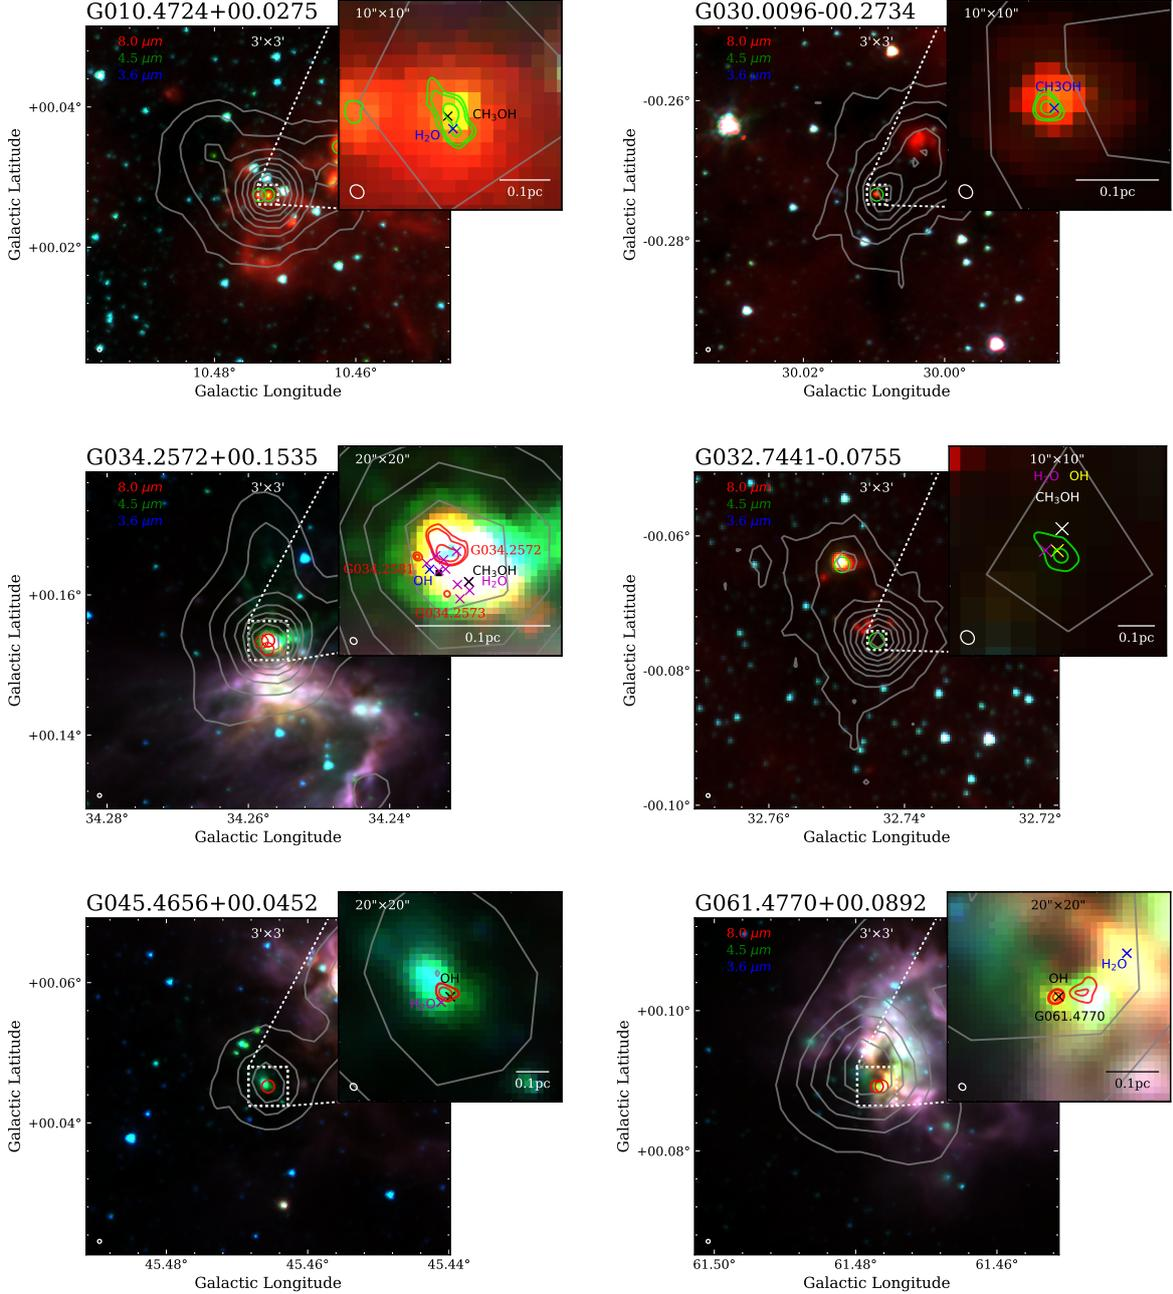 G010.4724+00.0275
8.0 μm
4.5 μm
3.6 μm
3'×3'
10"×10"
CH₃OH
H₂O
0.1pc
+00.04°
+00.02°
10.48°
10.46°
Galactic Longitude
Galactic Latitude
G030.0096-00.2734
8.0 μm
4.5 μm
3.6 μm
3'×3'
10"×10"
CH3OH
0.1pc
-00.26°
-00.28°
30.02°
30.00°
Galactic Longitude
Galactic Latitude
G034.2572+00.1535
8.0 μm
4.5 μm
3.6 μm
3'×3'
20"×20"
G034.2572
CH₃OH
OH
H₂O
G034.2573
0.1pc
+00.16°
+00.14°
34.28°
34.26°
34.24°
Galactic Longitude
Galactic Latitude
G032.7441-0.0755
8.0 μm
4.5 μm
3.6 μm
3'×3'
10"×10"
H₂O OH
CH₃OH
0.1pc
-00.06°
-00.08°
-00.10°
32.76°
32.74°
32.72°
Galactic Longitude
Galactic Latitude
G045.4656+00.0452
3'×3'
20"×20"
OH
H₂O
0.1pc
+00.06°
+00.04°
45.48°
45.46°
45.44°
Galactic Longitude
Galactic Latitude
G061.4770+00.0892
8.0 μm
4.5 μm
3.6 μm
3'×3'
20"×20"
H₂O
OH
G061.4770
0.1pc
+00.10°
+00.08°
61.50°
61.48°
61.46°
Galactic Longitude
Galactic Latitude